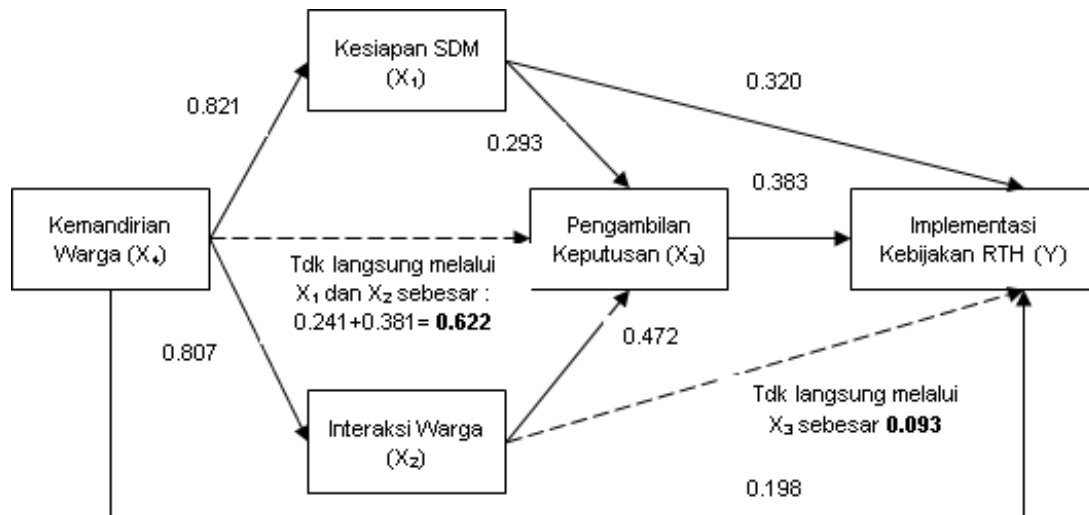 Kesiapan SDM
(X₁)
0.821
0.320
0.293
0.383
Kemandirian
Warga (X₄)
Pengambilan
Keputusan (X₃)
Implementasi
Kebijakan RTH (Y)
Tdk langsung melalui
X₁ dan X₂ sebesar :
0.241+0.381= 0.622
0.807
0.472
Interaksi Warga
(X₂)
Tdk langsung melalui
X₃ sebesar 0.093
0.198